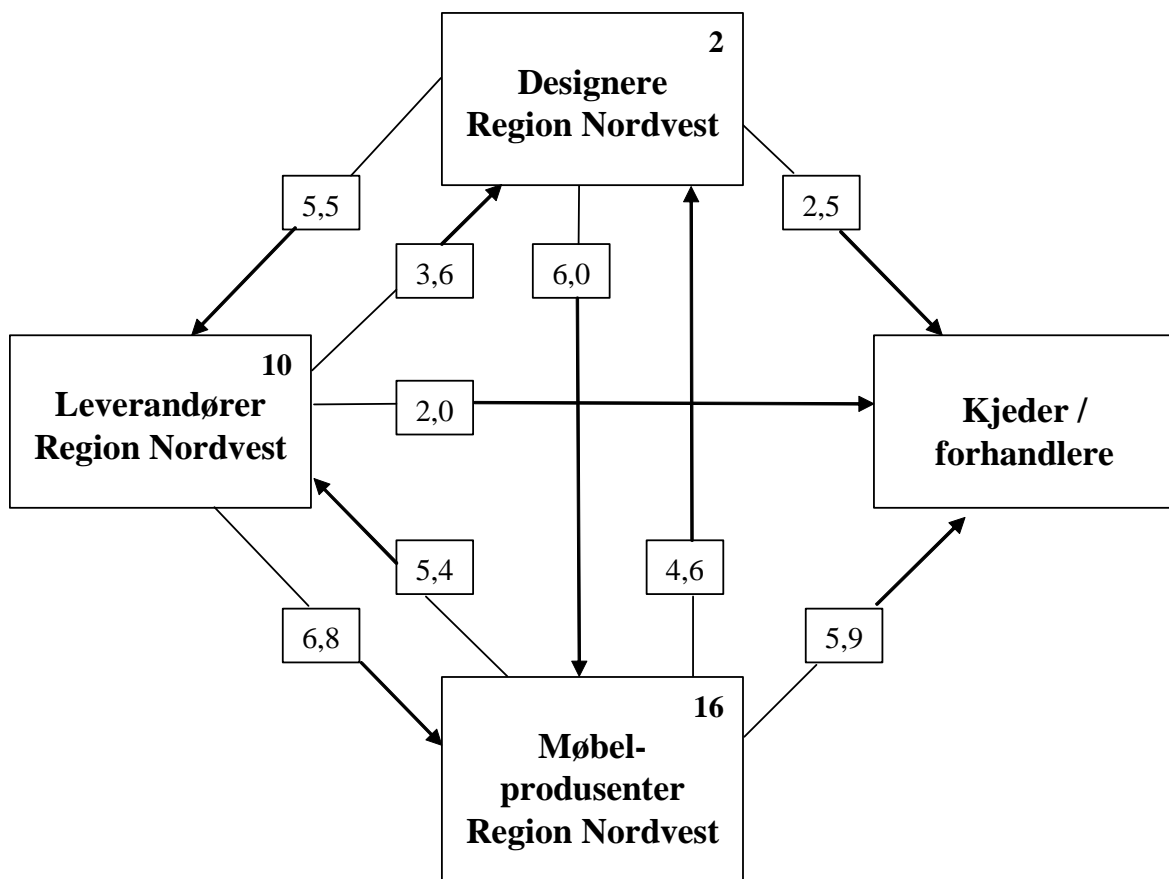 2
Designere
Region Nordvest
5,5
2,5
3,6
6,0
10
Leverandører
Region Nordvest
2,0
Kjeder /
forhandlere
5,4
4,6
6,8
5,9
16
Møbel-
produsenter
Region Nordvest